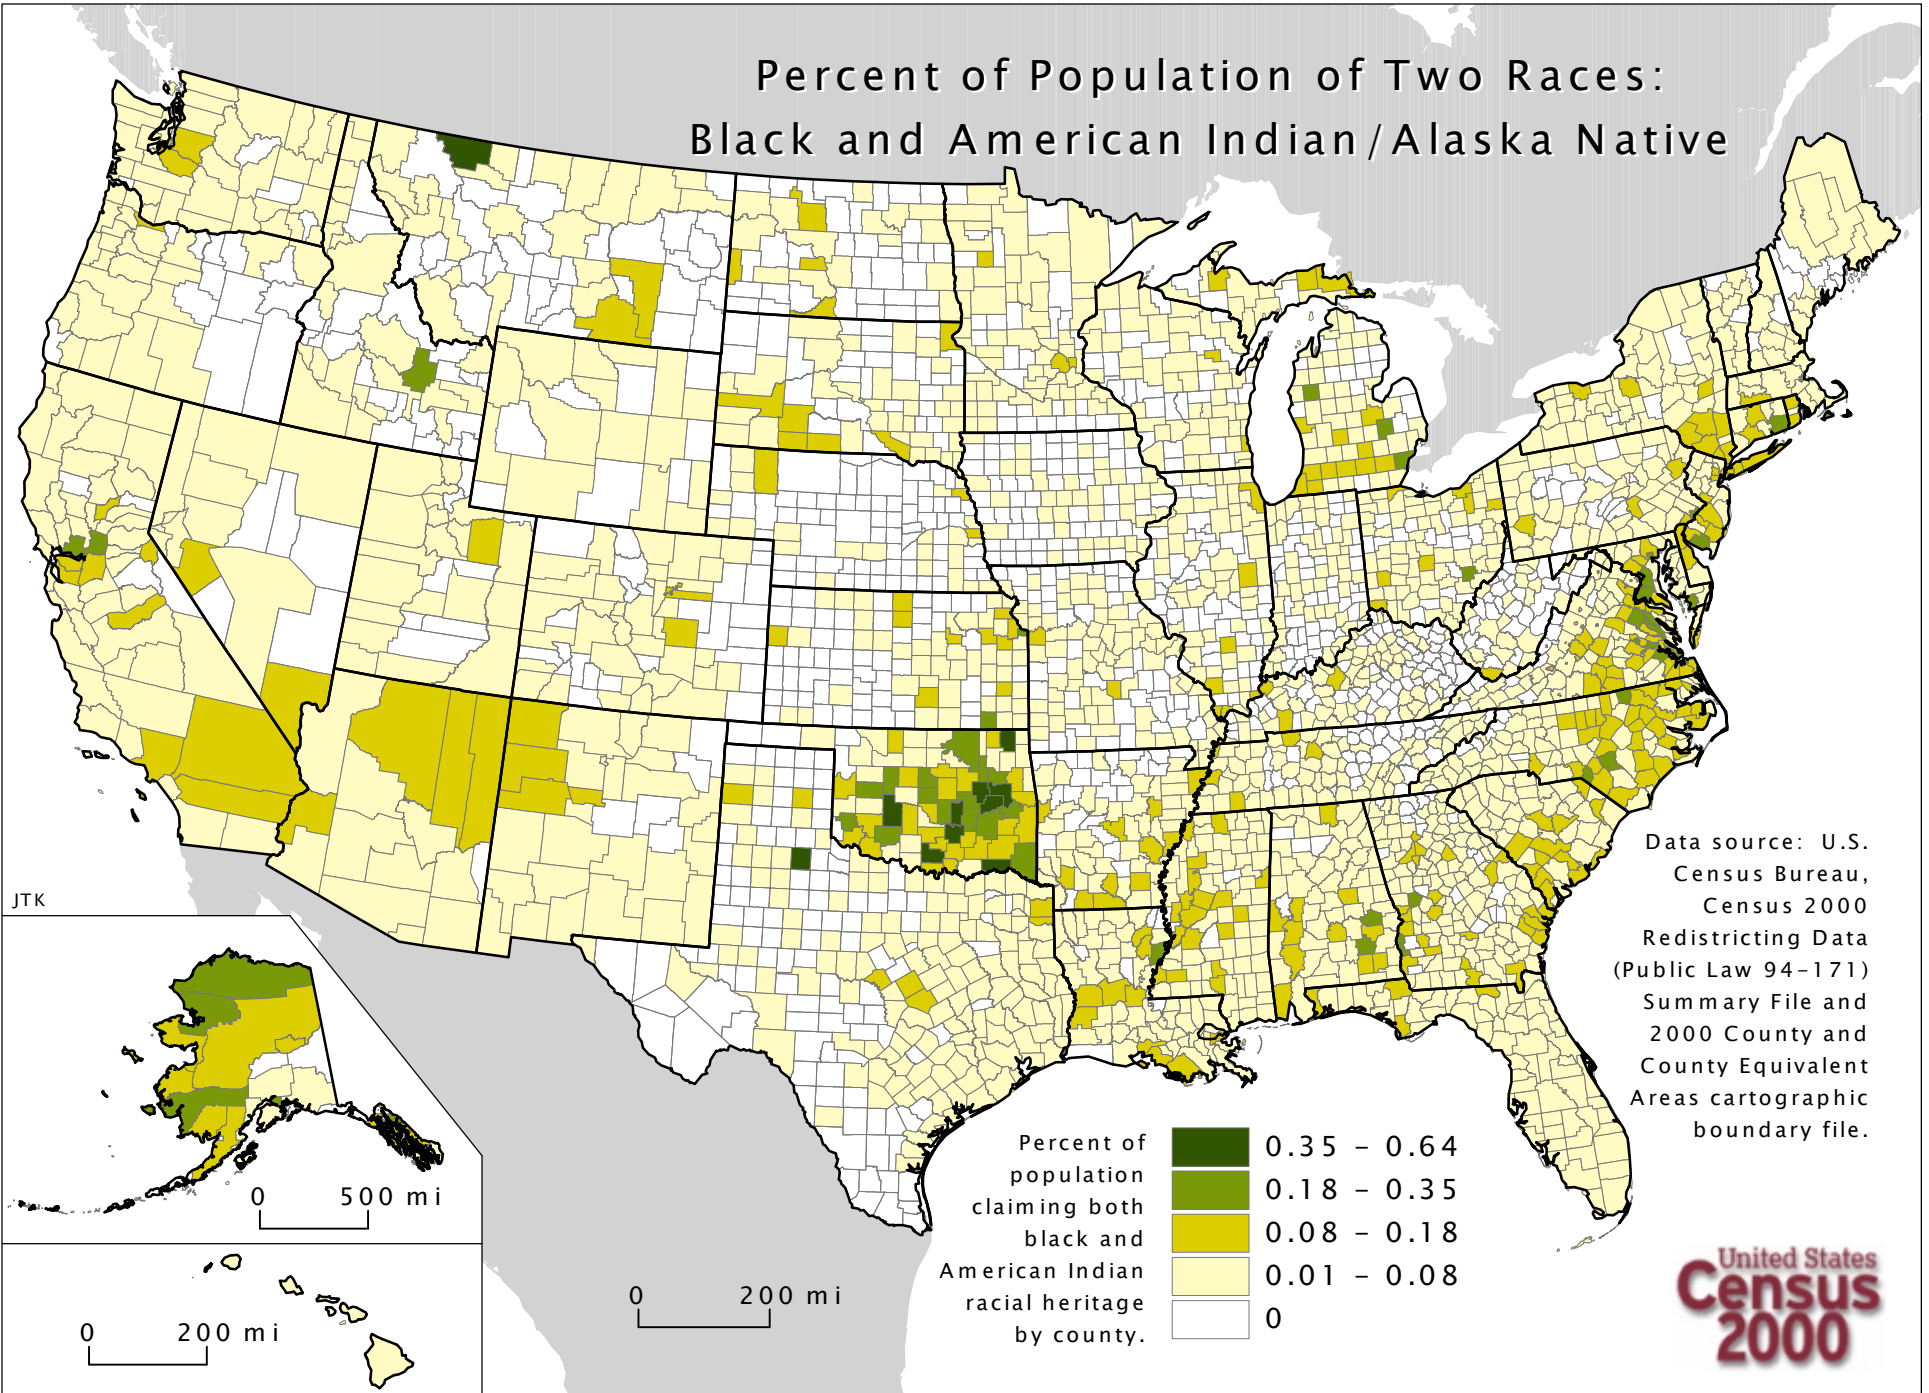 Percent of Population of Two Races:
Black and American Indian/Alaska Native
JTK
Data source: U.S.
Census Bureau,
Census 2000
Redistricting Data
(Public Law 94-171)
Summary File and
2000 County and
County Equivalent
Areas cartographic
boundary file.
0 500 mi
0 200 mi
0 200 mi
Percent of
population
claiming both
black and
American Indian
racial heritage
by county.
0.35 - 0.64
0.18 - 0.35
0.08 - 0.18
0.01 - 0.08
0
United States
Census
2000